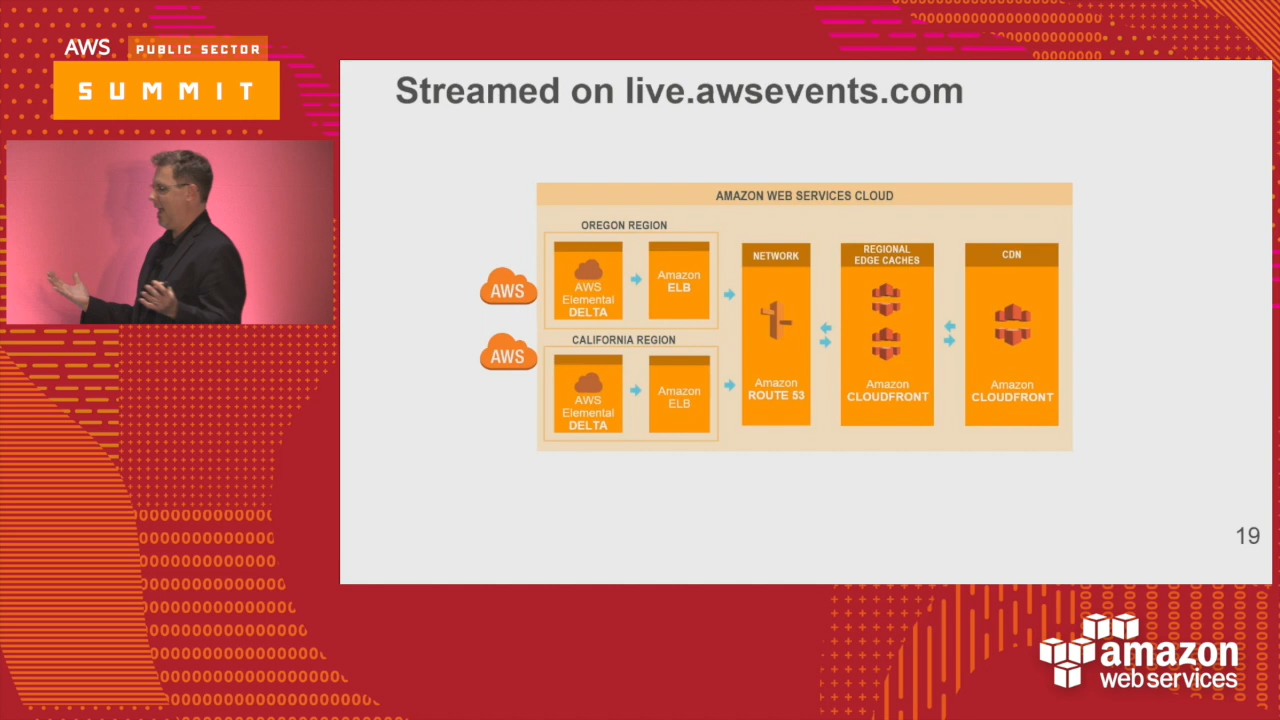 AWS PUBLIC SECTOR
SUMMIT
Streamed on live.awsevents.com
AMAZON WEB SERVICES CLOUD
OREGON REGION
AWS
AWS
Elemental
DELTA
Amazon
ELB
CALIFORNIA REGION
AWS
AWS
Elemental
DELTA
Amazon
ELB
NETWORK
Amazon
ROUTE 53
REGIONAL
EDGE CACHES
Amazon
CLOUDFRONT
CDN
Amazon
CLOUDFRONT
19
amazon
web services